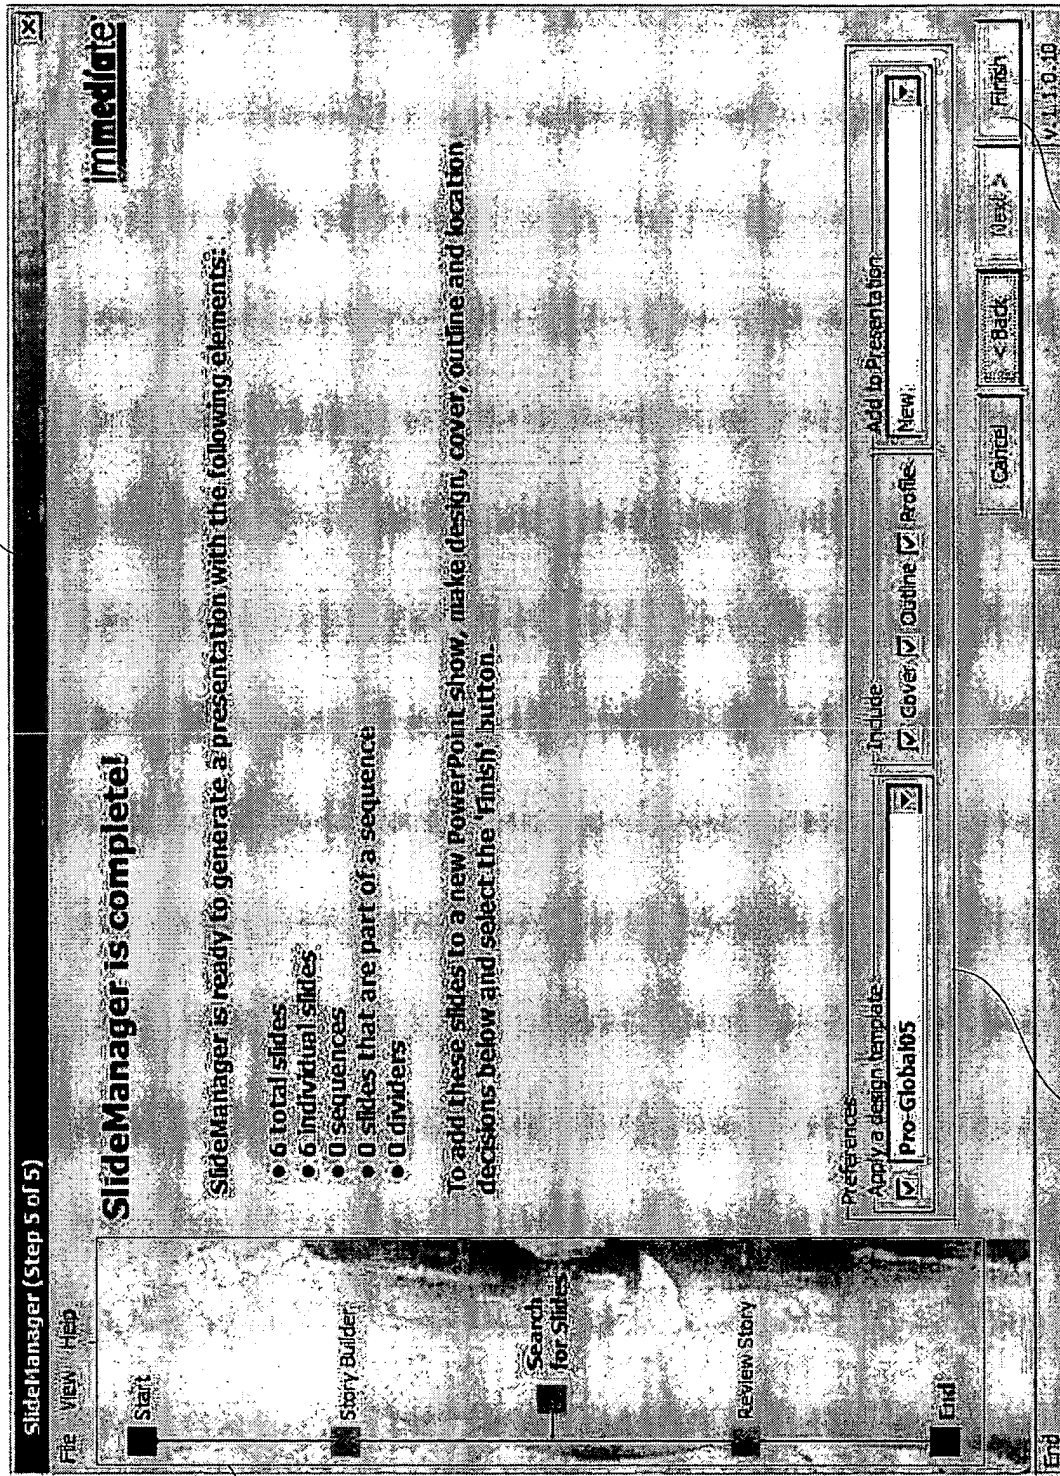 SlideManager (Step 5 of 5)
File View Help
immediate
Start
Story Builder
Search
for Slides
Review Story
End
SlideManager is complete!
SlideManager is ready to generate a presentation with the following elements:
• 6 total slides
• 6 individual slides
• 0 sequences
• 0 slides that are part of a sequence
• 0 dividers
To add these slides to a new PowerPoint show, make design, cover, outline and location
decisions below and select the 'Finish' button.
Preferences
Apply a design template
Pro-Global05
Include
Cover Outline Profile
Add to Presentation
New
Cancel < Back Next > Finish
End
v: 1.1.0.10